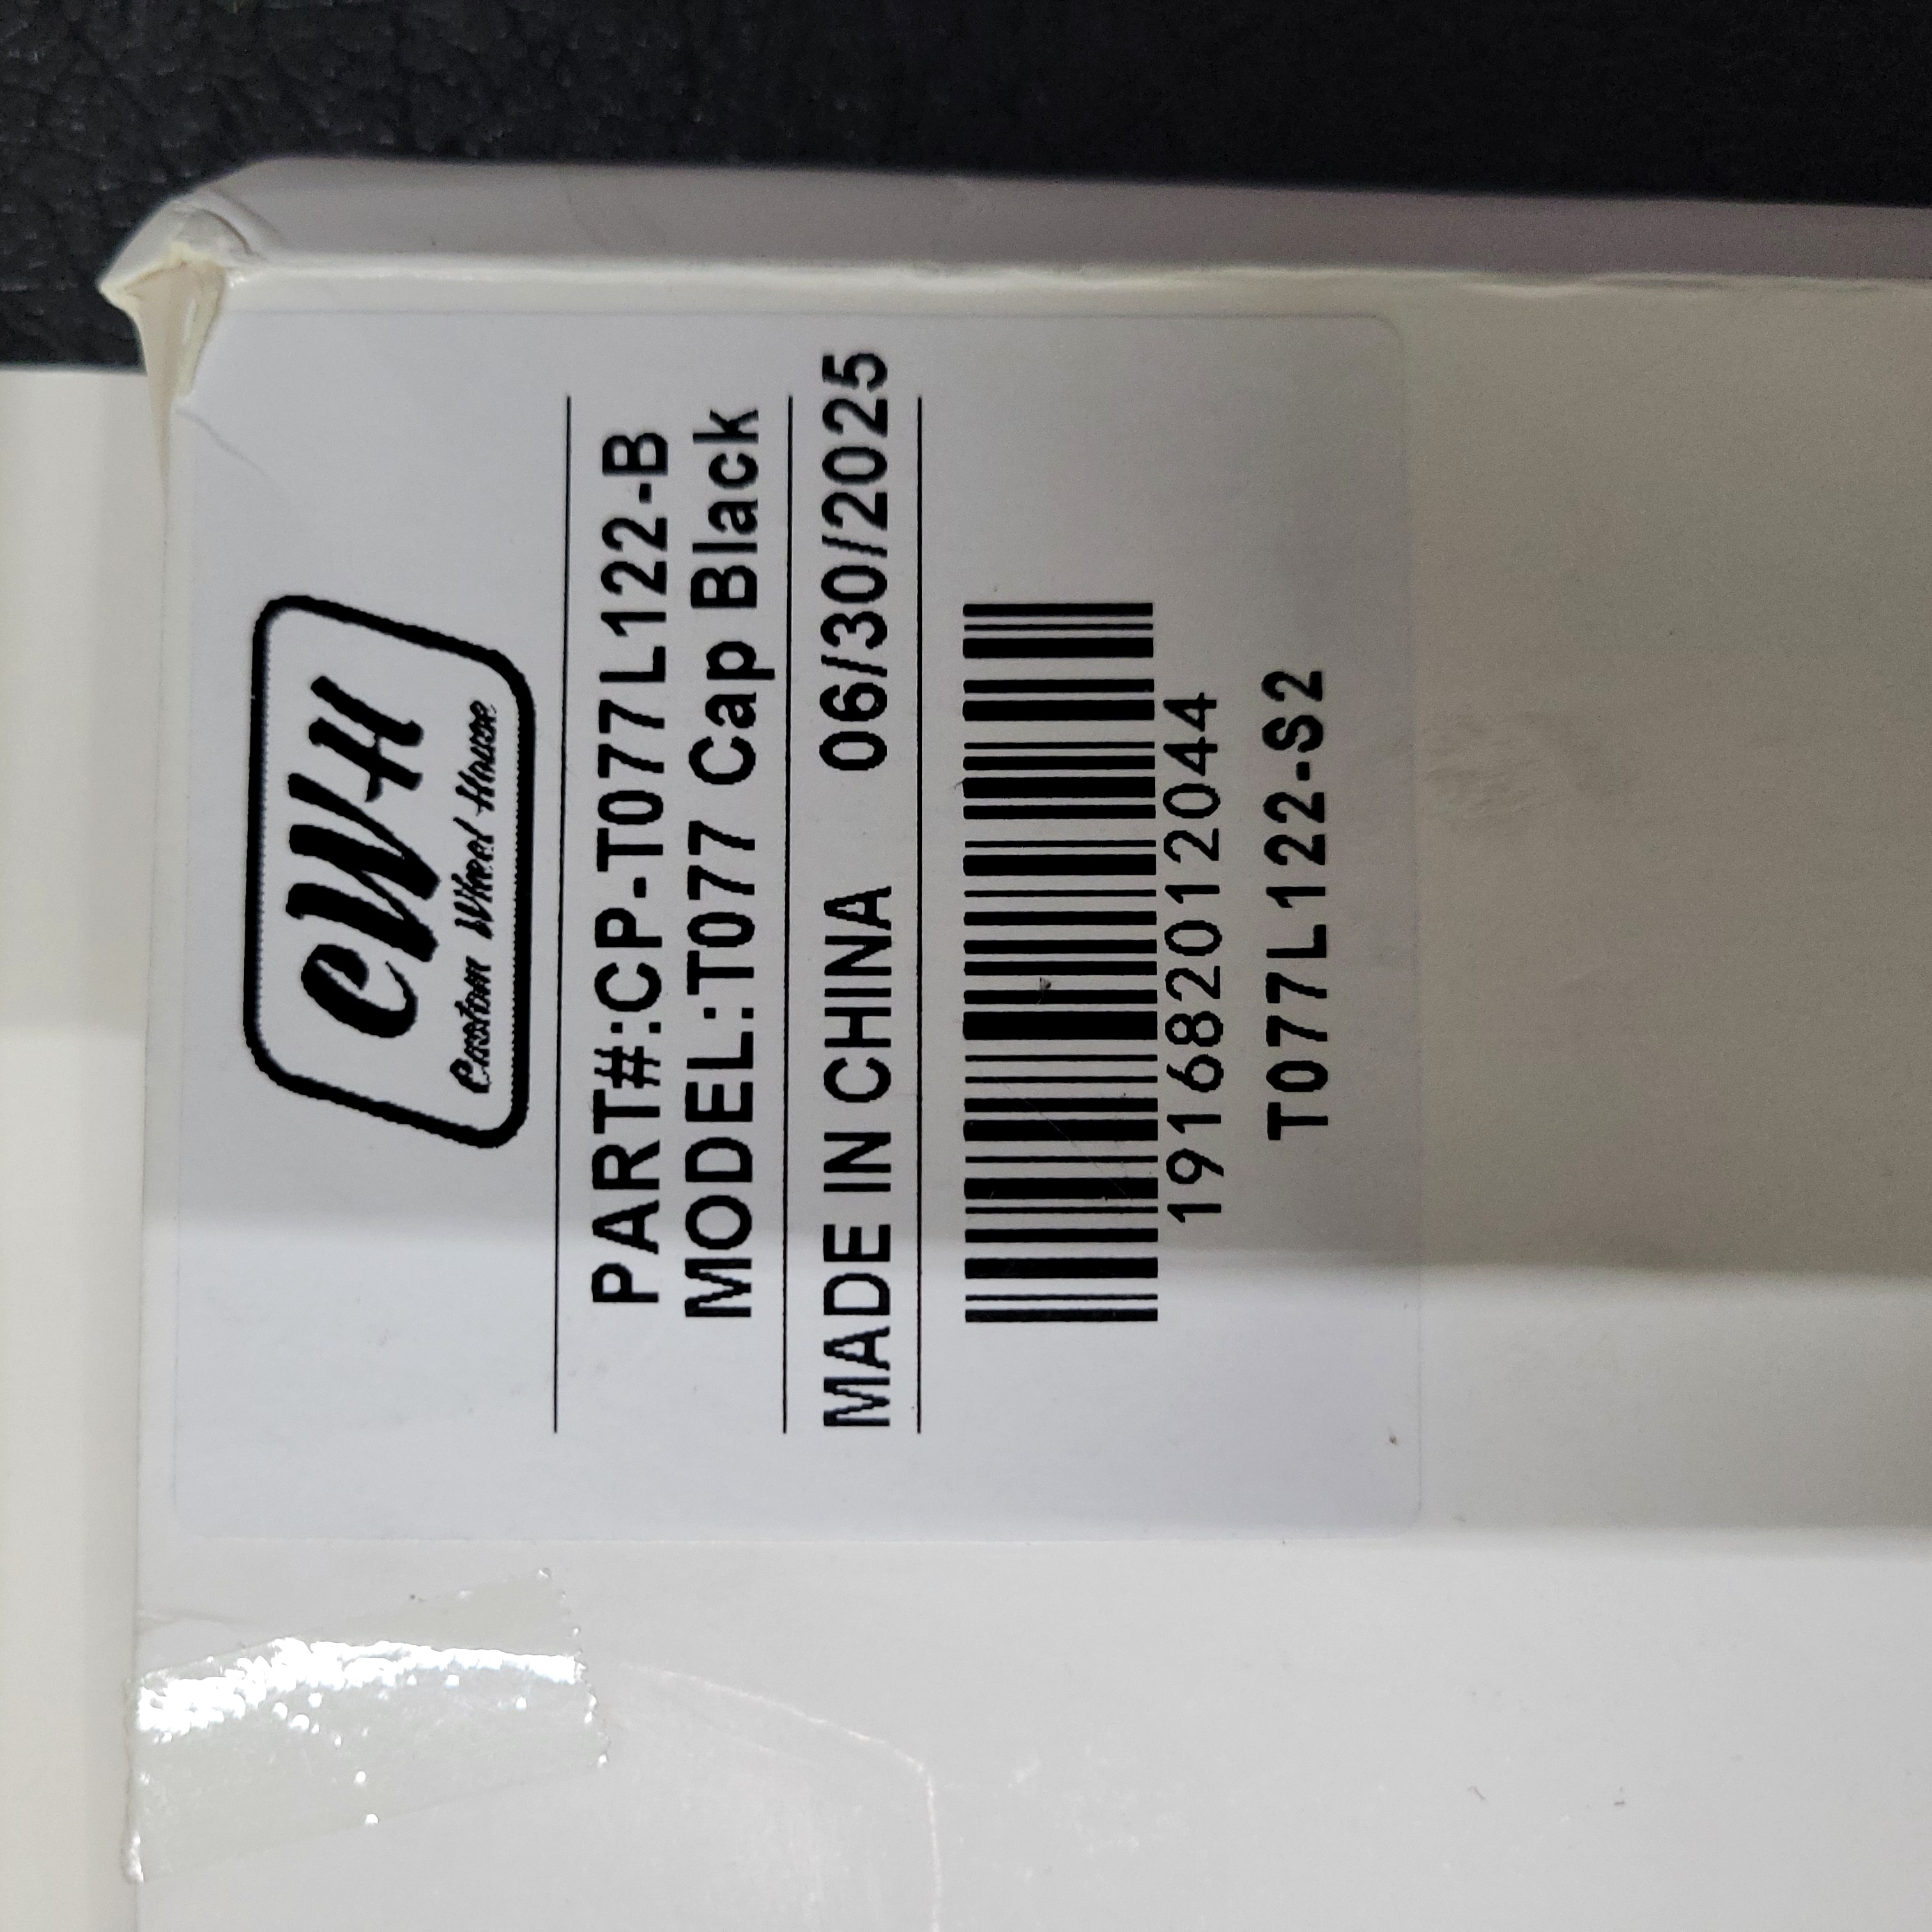 CWH
Custom Wheel House
PART#:CP-T077L122-B
MODEL:T077 Cap Black
MADE IN CHINA 06/30/2025
191682012044
T077L122-S2